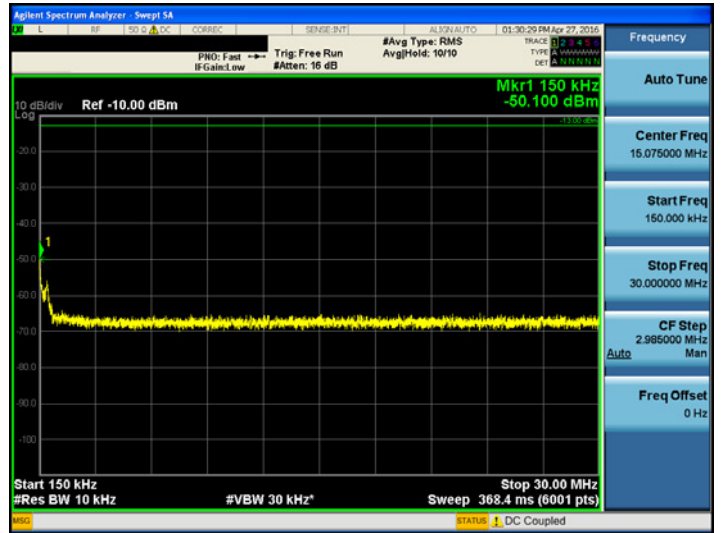 Agilent Spectrum Analyzer - Swept SA
L RF 50 Ω DC CORREC SENSE:INT ALIGNAUTO 01:30:29 PM Apr 27, 2016
#Avg Type: RMS TRACE 1 2 3 4 5 6
PNO: Fast Trig: Free Run Avg|Hold: 10/10 TYPE A WWWWW
IFGain:Low #Atten: 16 dB DET A N N N N N
Mkr1 150 kHz
10 dB/div Ref -10.00 dBm -50.100 dBm
Log
-13.00 dBm
-20.0
-30.0
-40.0
1
-50.0
-60.0
-70.0
-80.0
-90.0
-100
Start 150 kHz Stop 30.00 MHz
#Res BW 10 kHz #VBW 30 kHz* Sweep 368.4 ms (6001 pts)
MSG STATUS DC Coupled
Frequency
Auto Tune
Center Freq
15.075000 MHz
Start Freq
150.000 kHz
Stop Freq
30.000000 MHz
CF Step
2.985000 MHz
Auto Man
Freq Offset
0 Hz